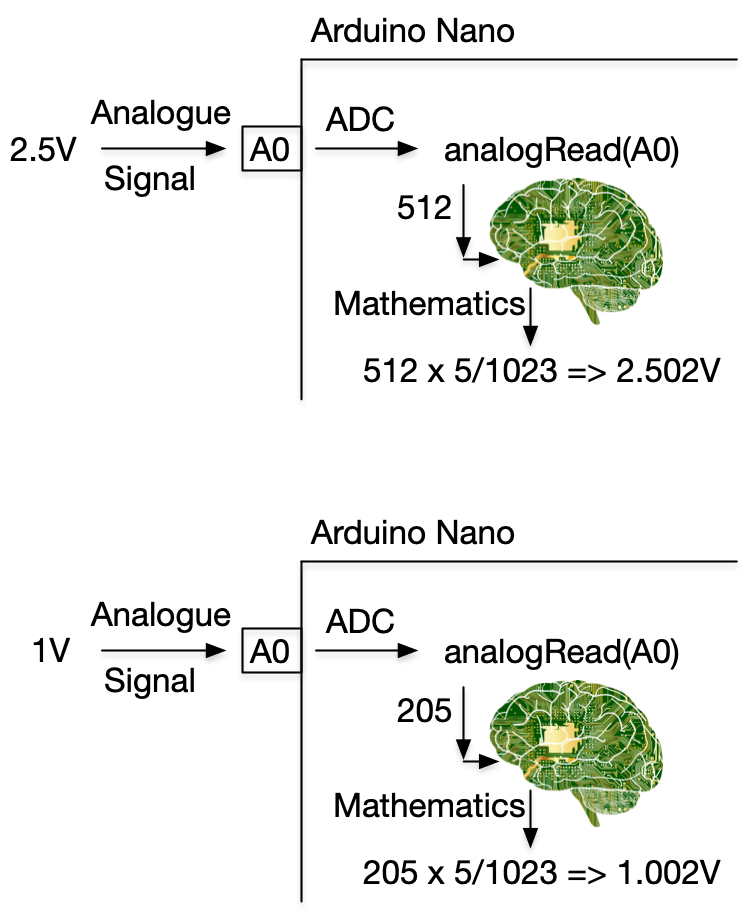 Arduino Nano
Analogue
ADC
2.5V
A0
analogRead(A0)
Signal
512
Mathematics
512 x 5/1023 => 2.502V
Arduino Nano
Analogue
ADC
1V
A0
analogRead(A0)
Signal
205
Mathematics
205 x 5/1023 => 1.002V